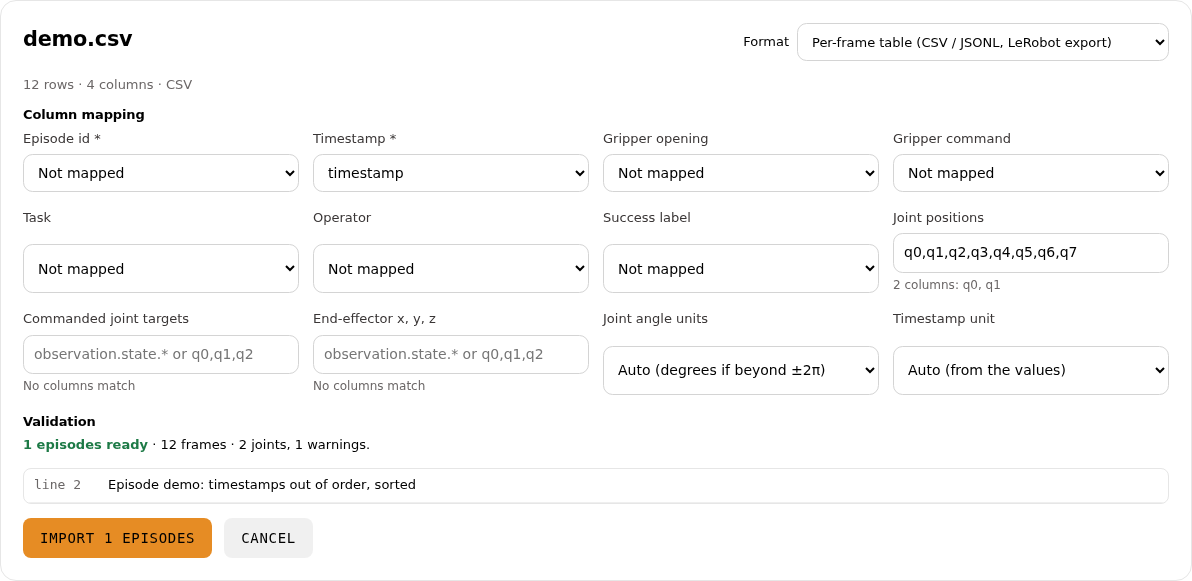 demo.csv
Format Per-frame table (CSV / JSONL, LeRobot export)
12 rows · 4 columns · CSV
Column mapping
Episode id * Timestamp * Gripper opening Gripper command
Not mapped timestamp Not mapped Not mapped
Task Operator Success label Joint positions
Not mapped Not mapped Not mapped q0,q1,q2,q3,q4,q5,q6,q7
2 columns: q0, q1
Commanded joint targets End-effector x, y, z Joint angle units Timestamp unit
observation.state.* or q0,q1,q2 observation.state.* or q0,q1,q2 Auto (degrees if beyond ±2π) Auto (from the values)
No columns match No columns match
Validation
1 episodes ready · 12 frames · 2 joints, 1 warnings.
line 2 Episode demo: timestamps out of order, sorted
IMPORT 1 EPISODES CANCEL